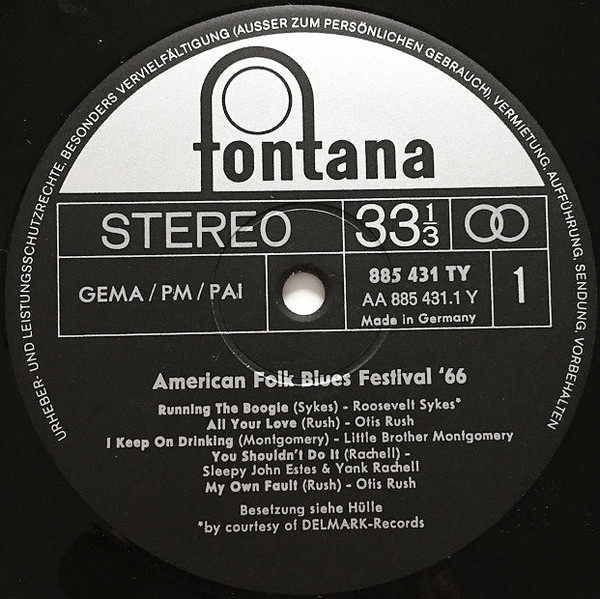 URHEBER- UND LEISTUNGSSCHUTZRECHTE, BESONDERS VERVIELFÄLTIGUNG (AUSSER ZUM PERSÖNLICHEN GEBRAUCH), VERMIETUNG, AUFFÜHRUNG, SENDUNG, VORBEHALTEN
fontana
STEREO
33 1/3
GEMA / PM / PAI
885 431 TY
AA 885 431.1 Y
Made in Germany
1
American Folk Blues Festival '66
Running The Boogie (Sykes) - Roosevelt Sykes*
All Your Love (Rush) - Otis Rush
I Keep On Drinking (Montgomery) - Little Brother Montgomery
You Shouldn't Do It (Rachell) -
Sleepy John Estes & Yank Rachell
My Own Fault (Rush) - Otis Rush
Besetzung siehe Hülle
*by courtesy of DELMARK-Records